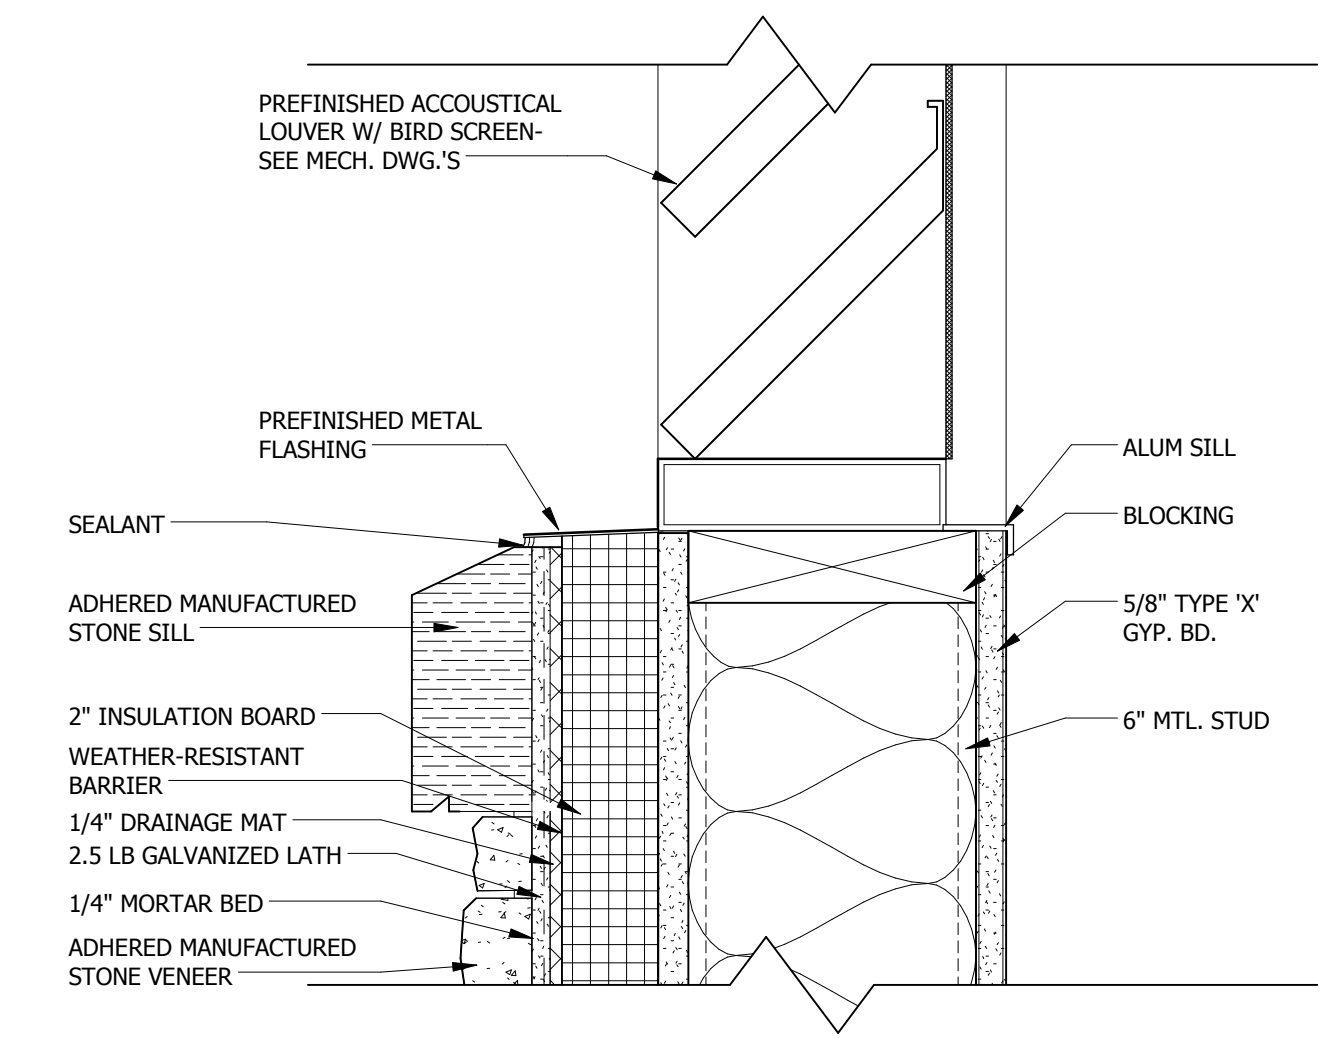 PREFINISHED ACCOUSTICAL
LOUVER W/ BIRD SCREEN-
SEE MECH. DWG.'S
PREFINISHED METAL
FLASHING
SEALANT
ADHERED MANUFACTURED
STONE SILL
2" INSULATION BOARD
WEATHER-RESISTANT
BARRIER
1/4" DRAINAGE MAT
2.5 LB GALVANIZED LATH
1/4" MORTAR BED
ADHERED MANUFACTURED
STONE VENEER
ALUM SILL
BLOCKING
5/8" TYPE 'X'
GYP. BD.
6" MTL. STUD